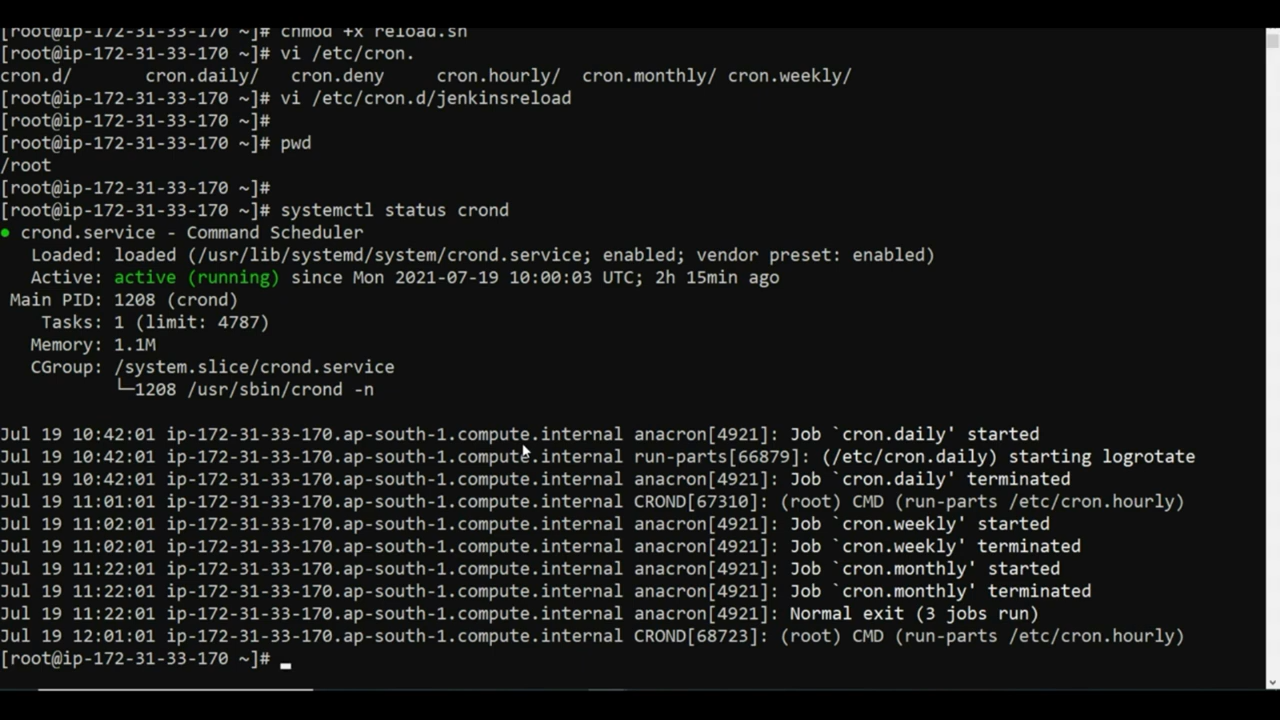 [root@ip-172-31-33-170 ~]# chmod +x reload.sh
[root@ip-172-31-33-170 ~]# vi /etc/cron.
cron.d/       cron.daily/   cron.deny     cron.hourly/  cron.monthly/ cron.weekly/
[root@ip-172-31-33-170 ~]# vi /etc/cron.d/jenkinsreload
[root@ip-172-31-33-170 ~]#
[root@ip-172-31-33-170 ~]# pwd
/root
[root@ip-172-31-33-170 ~]#
[root@ip-172-31-33-170 ~]# systemctl status crond
● crond.service - Command Scheduler
   Loaded: loaded (/usr/lib/systemd/system/crond.service; enabled; vendor preset: enabled)
   Active: active (running) since Mon 2021-07-19 10:00:03 UTC; 2h 15min ago
 Main PID: 1208 (crond)
    Tasks: 1 (limit: 4787)
   Memory: 1.1M
   CGroup: /system.slice/crond.service
           └─1208 /usr/sbin/crond -n
Jul 19 10:42:01 ip-172-31-33-170.ap-south-1.compute.internal anacron[4921]: Job `cron.daily' started
Jul 19 10:42:01 ip-172-31-33-170.ap-south-1.compute.internal run-parts[66879]: (/etc/cron.daily) starting logrotate
Jul 19 10:42:01 ip-172-31-33-170.ap-south-1.compute.internal anacron[4921]: Job `cron.daily' terminated
Jul 19 11:01:01 ip-172-31-33-170.ap-south-1.compute.internal CROND[67310]: (root) CMD (run-parts /etc/cron.hourly)
Jul 19 11:02:01 ip-172-31-33-170.ap-south-1.compute.internal anacron[4921]: Job `cron.weekly' started
Jul 19 11:02:01 ip-172-31-33-170.ap-south-1.compute.internal anacron[4921]: Job `cron.weekly' terminated
Jul 19 11:22:01 ip-172-31-33-170.ap-south-1.compute.internal anacron[4921]: Job `cron.monthly' started
Jul 19 11:22:01 ip-172-31-33-170.ap-south-1.compute.internal anacron[4921]: Job `cron.monthly' terminated
Jul 19 11:22:01 ip-172-31-33-170.ap-south-1.compute.internal anacron[4921]: Normal exit (3 jobs run)
Jul 19 12:01:01 ip-172-31-33-170.ap-south-1.compute.internal CROND[68723]: (root) CMD (run-parts /etc/cron.hourly)
[root@ip-172-31-33-170 ~]#